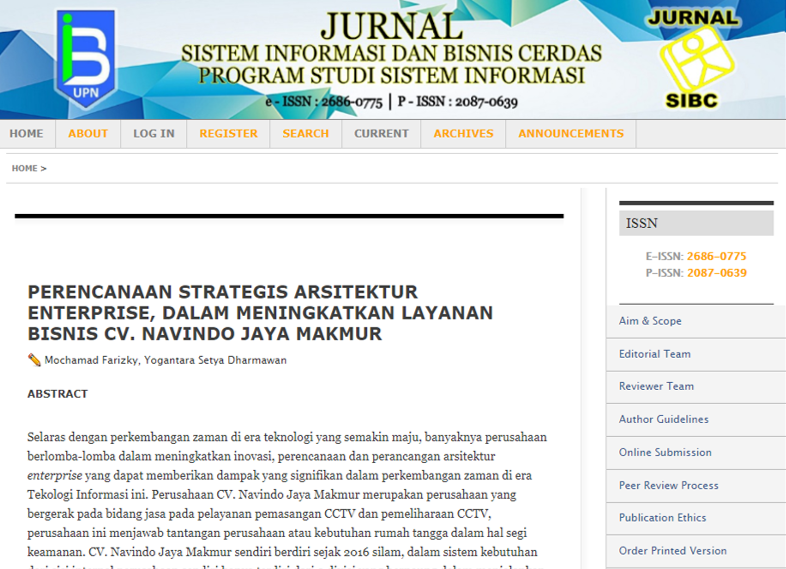 iB
UPN
JURNAL
SISTEM INFORMASI DAN BISNIS CERDAS
PROGRAM STUDI SISTEM INFORMASI
e - ISSN : 2686-0775 | P - ISSN : 2087-0639
JURNAL
SIBC
HOME ABOUT LOG IN REGISTER SEARCH CURRENT ARCHIVES ANNOUNCEMENTS
HOME >
PERENCANAAN STRATEGIS ARSITEKTUR
ENTERPRISE, DALAM MENINGKATKAN LAYANAN
BISNIS CV. NAVINDO JAYA MAKMUR
Mochamad Farizky, Yogantara Setya Dharmawan
ABSTRACT
Selaras dengan perkembangan zaman di era teknologi yang semakin maju, banyaknya perusahaan
berlomba-lomba dalam meningkatkan inovasi, perencanaan dan perancangan arsitektur
enterprise yang dapat memberikan dampak yang signifikan dalam perkembangan zaman di era
Tekologi Informasi ini. Perusahaan CV. Navindo Jaya Makmur merupakan perusahaan yang
bergerak pada bidang jasa pada pelayanan pemasangan CCTV dan pemeliharaan CCTV,
perusahaan ini menjawab tantangan perusahaan atau kebutuhan rumah tangga dalam hal segi
keamanan. CV. Navindo Jaya Makmur sendiri berdiri sejak 2016 silam, dalam sistem kebutuhan
ISSN
E-ISSN: 2686-0775
P-ISSN: 2087-0639
Aim & Scope
Editorial Team
Reviewer Team
Author Guidelines
Online Submission
Peer Review Process
Publication Ethics
Order Printed Version